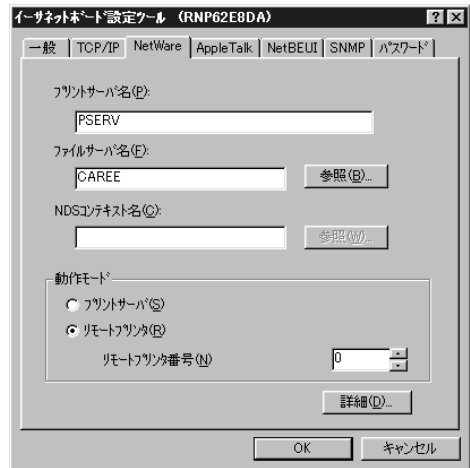 イーサネットボード設定ツール (RNP62E8DA)
一般 TCP/IP NetWare AppleTalk NetBEUI SNMP パスワード
プリントサーバ名(P):
PSERV
ファイルサーバ名(F):
CAREE 参照(B)...
NDSコンテキスト名(C):
参照(W)...
動作モード
プリントサーバ(S)
リモートプリンタ(R)
リモートプリンタ番号(N) 0
詳細(D)...
OK キャンセル